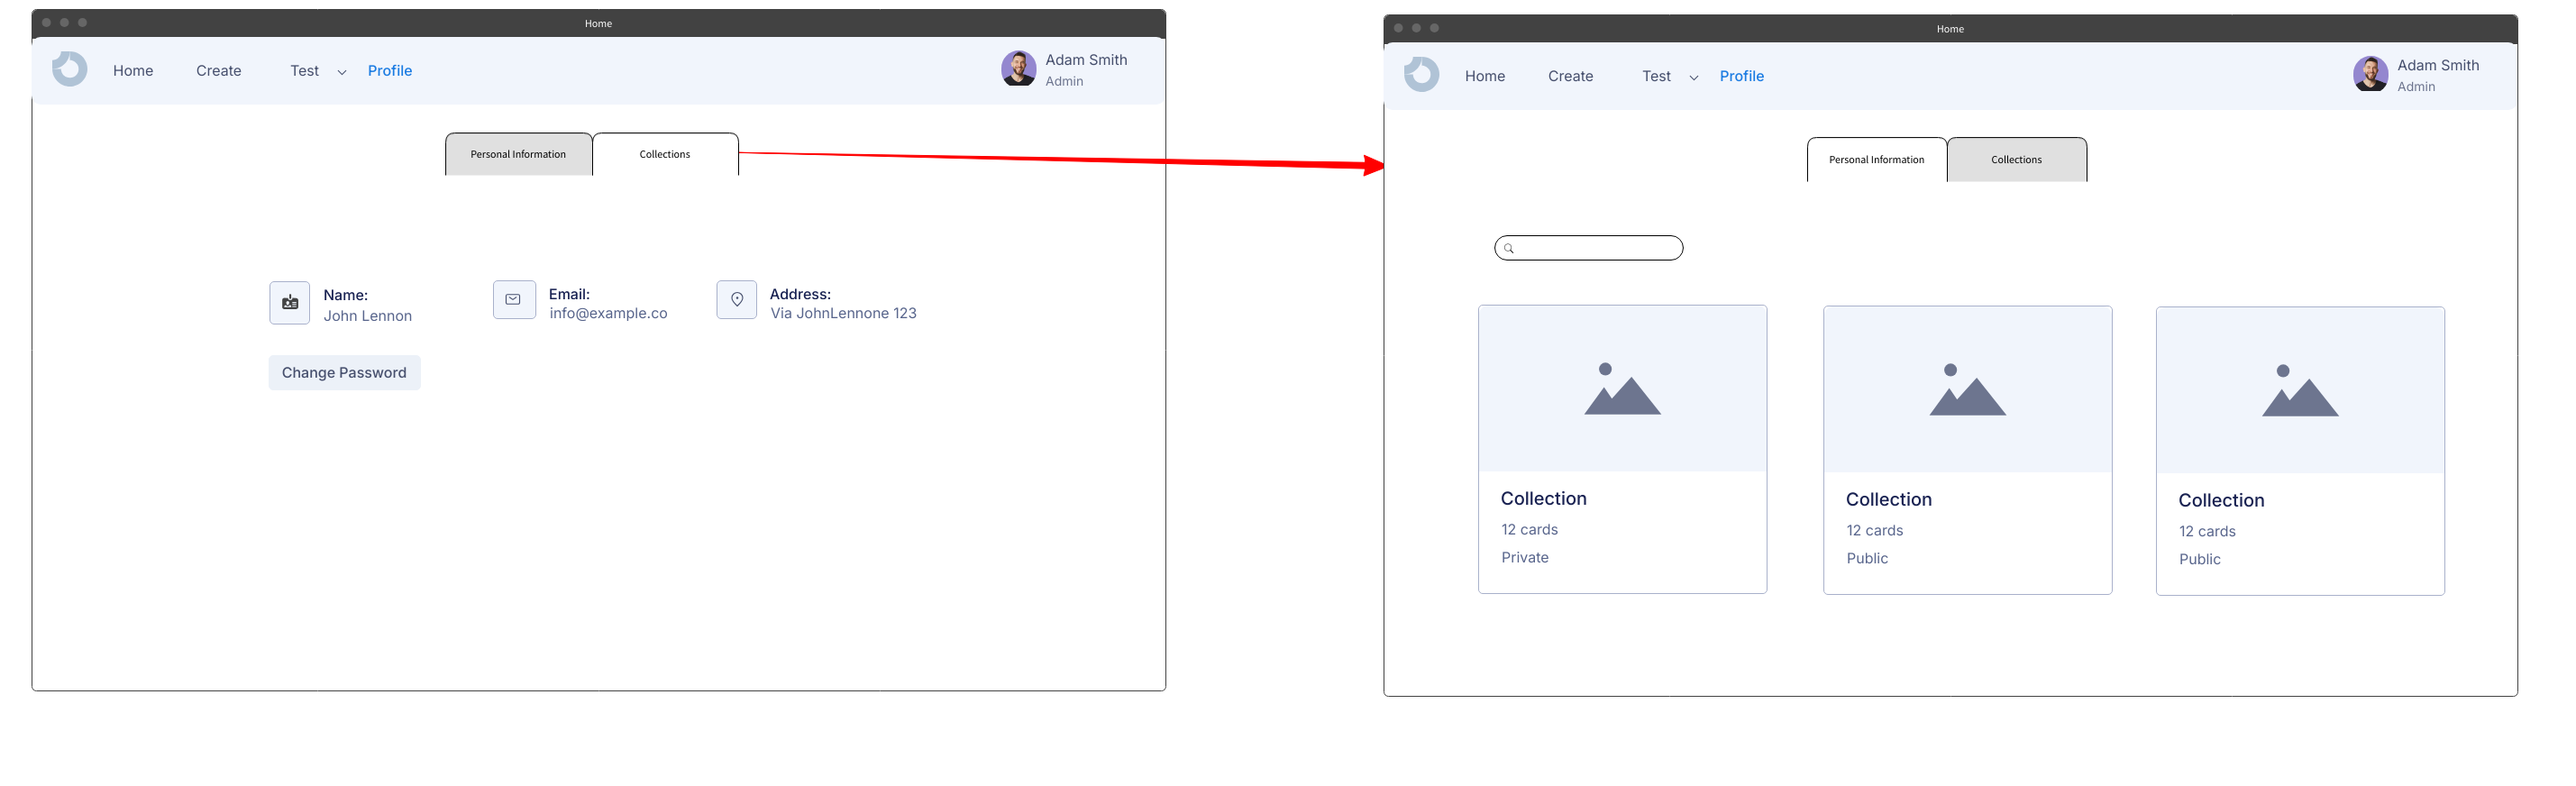 Home
Home Create Test Profile
Adam Smith
Admin
Personal Information Collections
Name:
John Lennon
Email:
info@example.co
Address:
Via JohnLennone 123
Change Password
Home
Home Create Test Profile
Adam Smith
Admin
Personal Information Collections
Collection
12 cards
Private
Collection
12 cards
Public
Collection
12 cards
Public